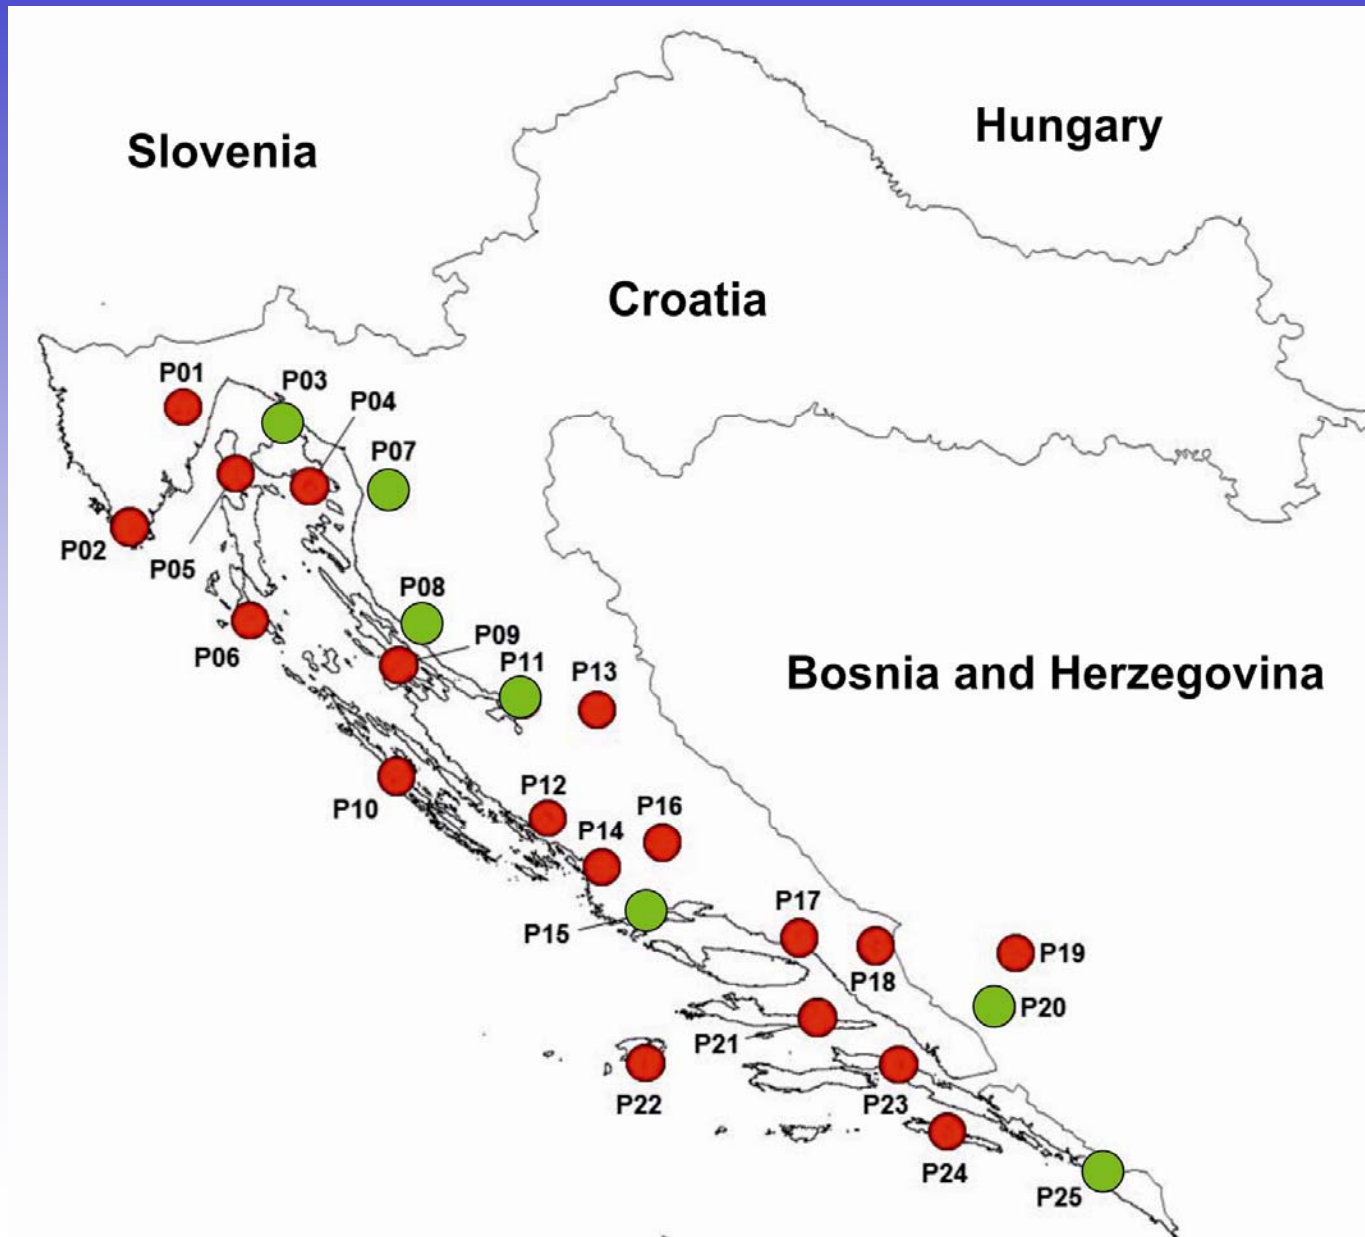 Hungary
Slovenia
Croatia
P01
P03
P04
P07
P02
P05
P08
P09
P06
P11
P13
Bosnia and Herzegovina
P12
P10
P16
P14
P17
P15
P19
P18
P20
P21
P22
P23
P24
P25